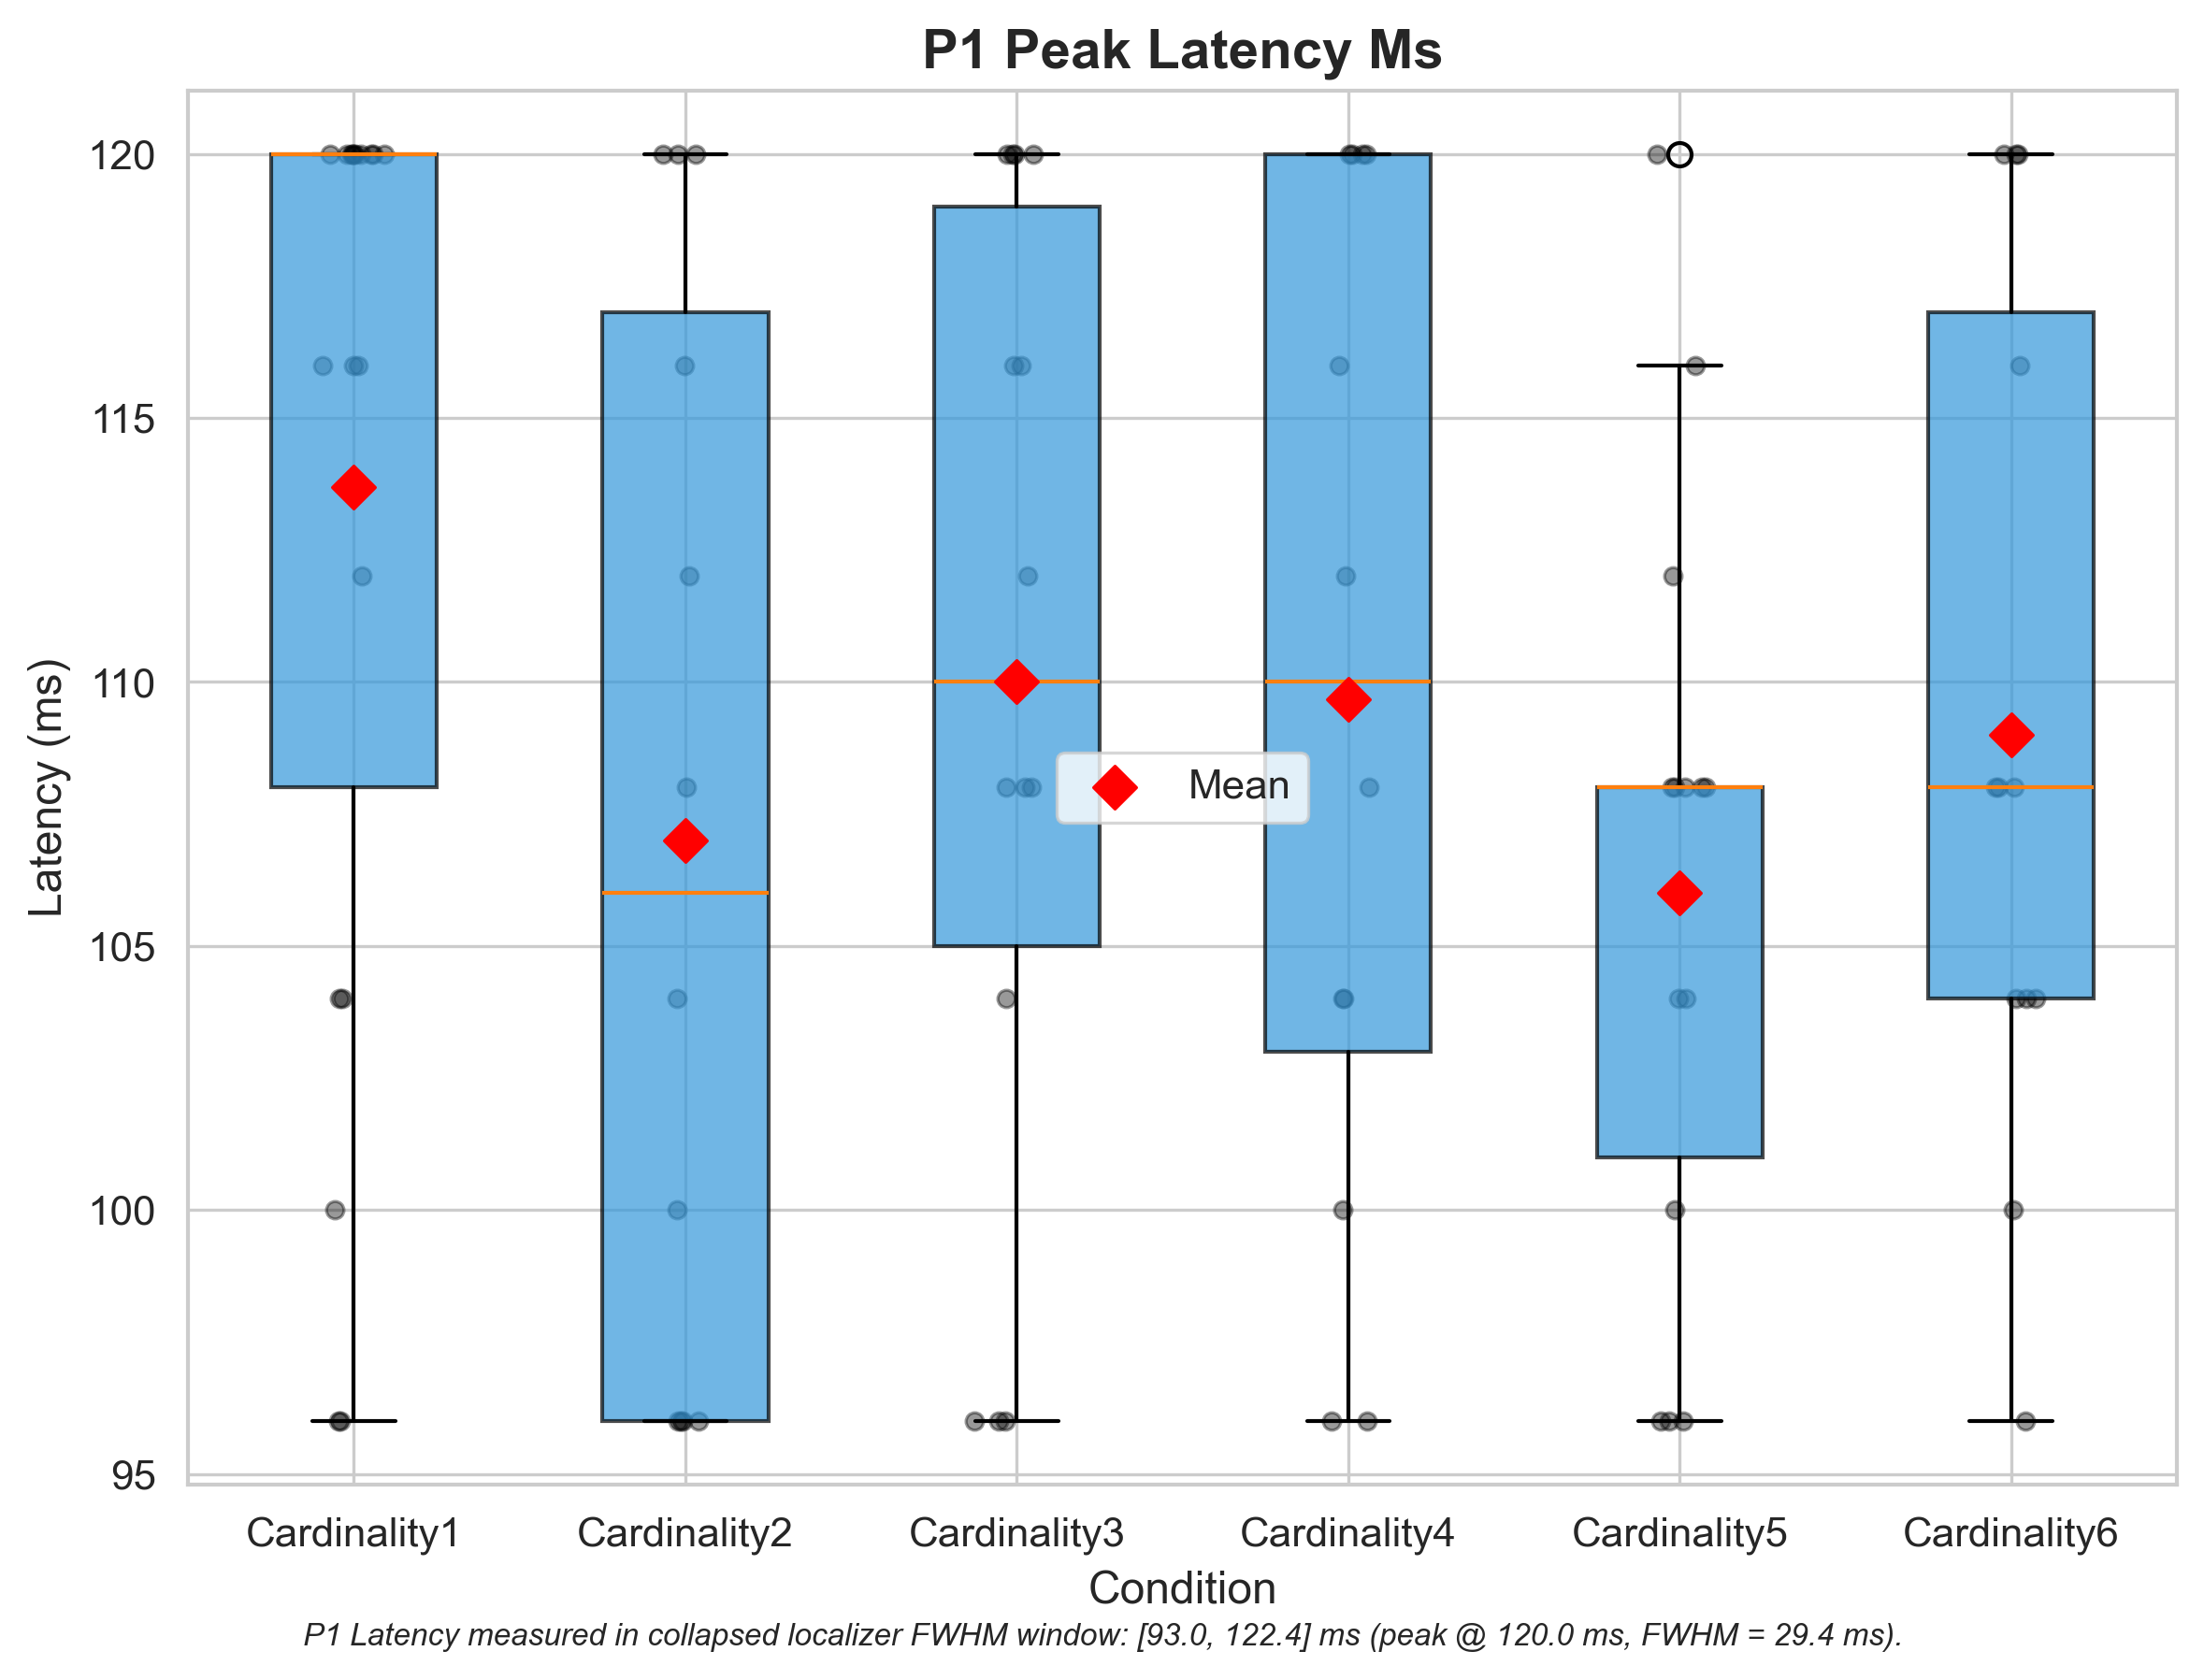 P1 Peak Latency Ms
120
115
110
105
100
95
Latency (ms)
Mean
Cardinality1 Cardinality2 Cardinality3 Cardinality4 Cardinality5 Cardinality6
Condition
P1 Latency measured in collapsed localizer FWHM window: [93.0, 122.4] ms (peak @ 120.0 ms, FWHM = 29.4 ms).